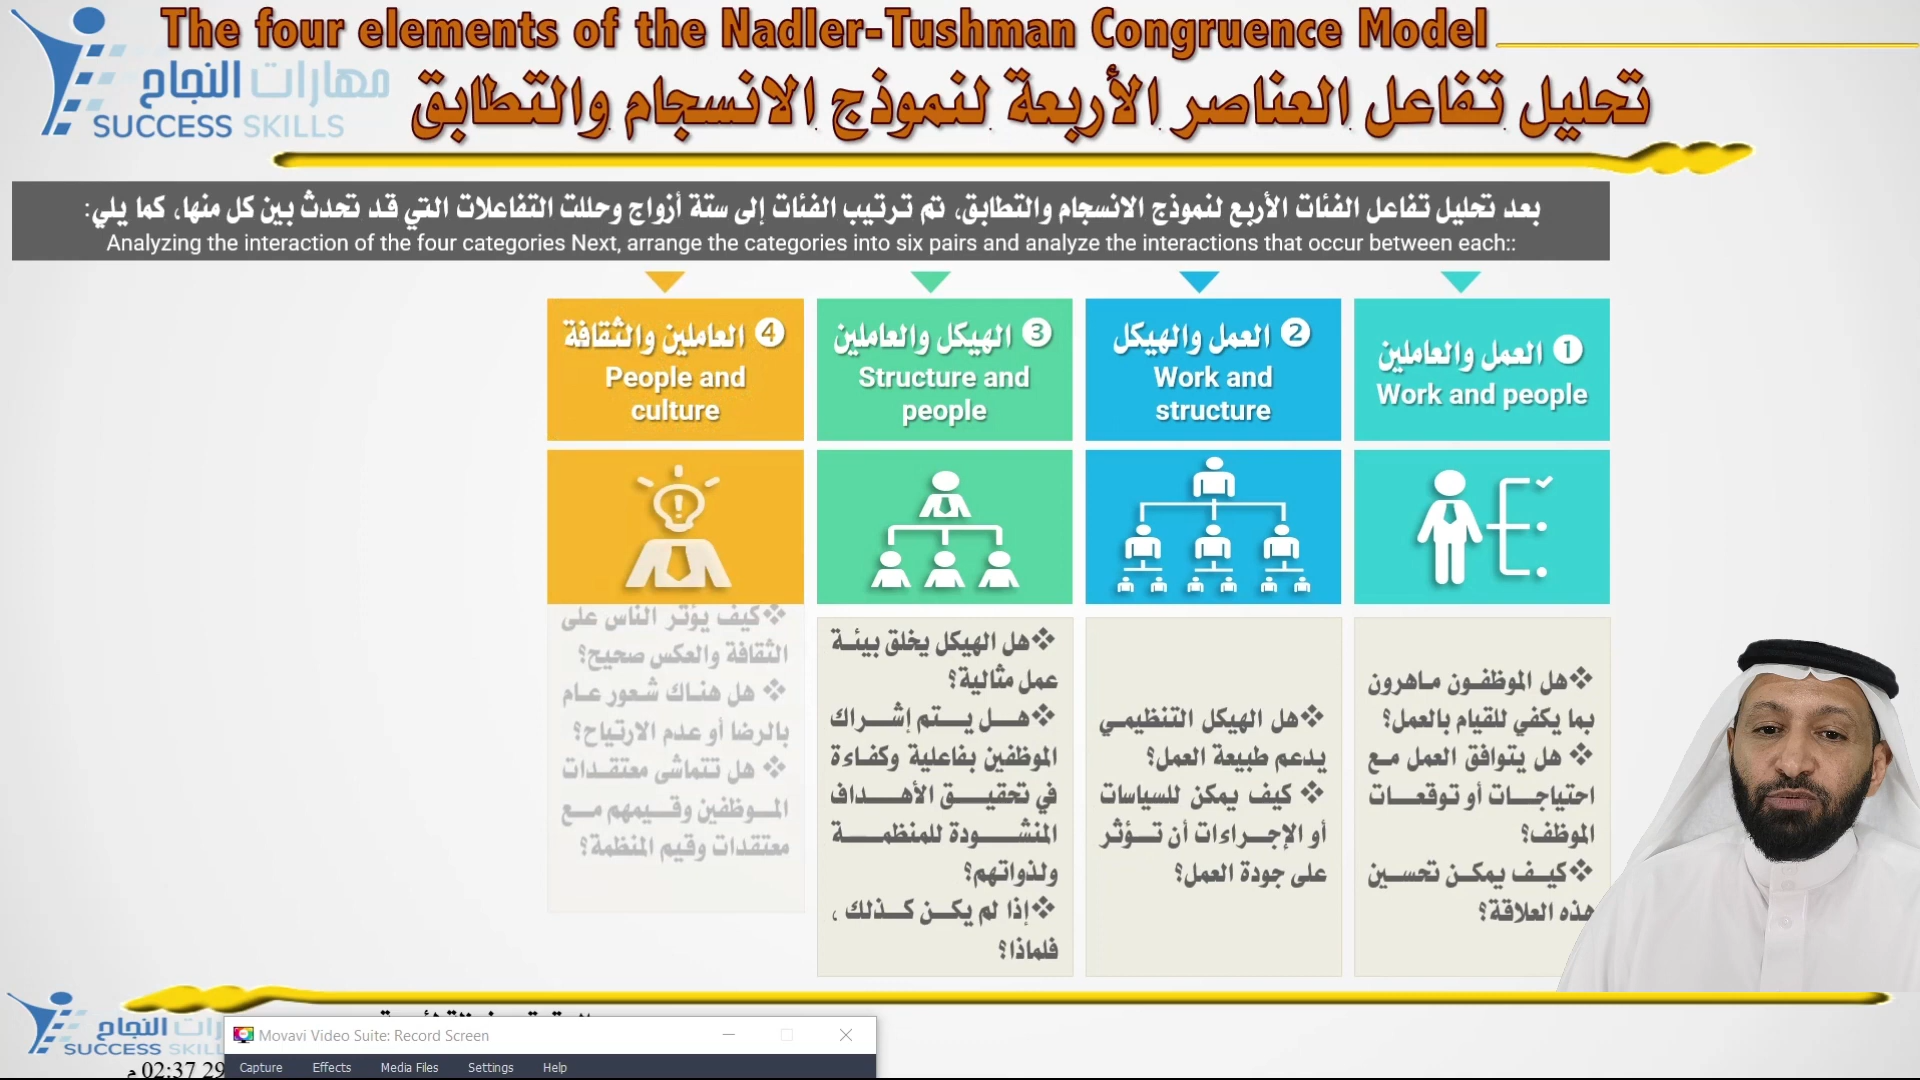 The four elements of the Nadler-Tushman Congruence Model
تحليل تفاعل العناصر الأربعة لنموذج الانسجام والتطابق
مهارات النجاح
SUCCESS SKILLS
بعد تحليل تفاعل الفئات الأربع لنموذج الانسجام والتطابق، تم ترتيب الفئات إلى ستة أزواج وحللت التفاعلات التي قد تحدث بين كل منها، كما يلي:
Analyzing the interaction of the four categories Next, arrange the categories into six pairs and analyze the interactions that occur between each::
1 العمل والعاملين
Work and people
❖هل الموظفون ماهرون
بما يكفي للقيام بالعمل؟
❖ هل يتوافق العمل مع
احتياجات أو توقعات
الموظف؟
❖كيف يمكن تحسين
هذه العلاقة؟
2 العمل والهيكل
Work and
structure
❖هل الهيكل التنظيمي
يدعم طبيعة العمل؟
❖ كيف يمكن للسياسات
أو الإجراءات أن تؤثر
على جودة العمل؟
3 الهيكل والعاملين
Structure and
people
❖هل الهيكل يخلق بيئة
عمل مثالية؟
❖هل يتم إشراك
الموظفين بفاعلية وكفاءة
في تحقيق الأهداف
المنشودة للمنظمة
ولذواتهم؟
❖إذا لم يكن كذلك ،
فلماذا؟
4 العاملين والثقافة
People and
culture
❖كيف يؤثر الناس على
الثقافة والعكس صحيح؟
❖ هل هناك شعور عام
بالرضا أو عدم الارتياح؟
❖ هل تتماشى معتقدات
الموظفين وقيمهم مع
معتقدات وقيم المنظمة؟
النجاح
SUCCESS SKILL
02:37 29 م
Movavi Video Suite: Record Screen
Capture Effects Media Files Settings Help